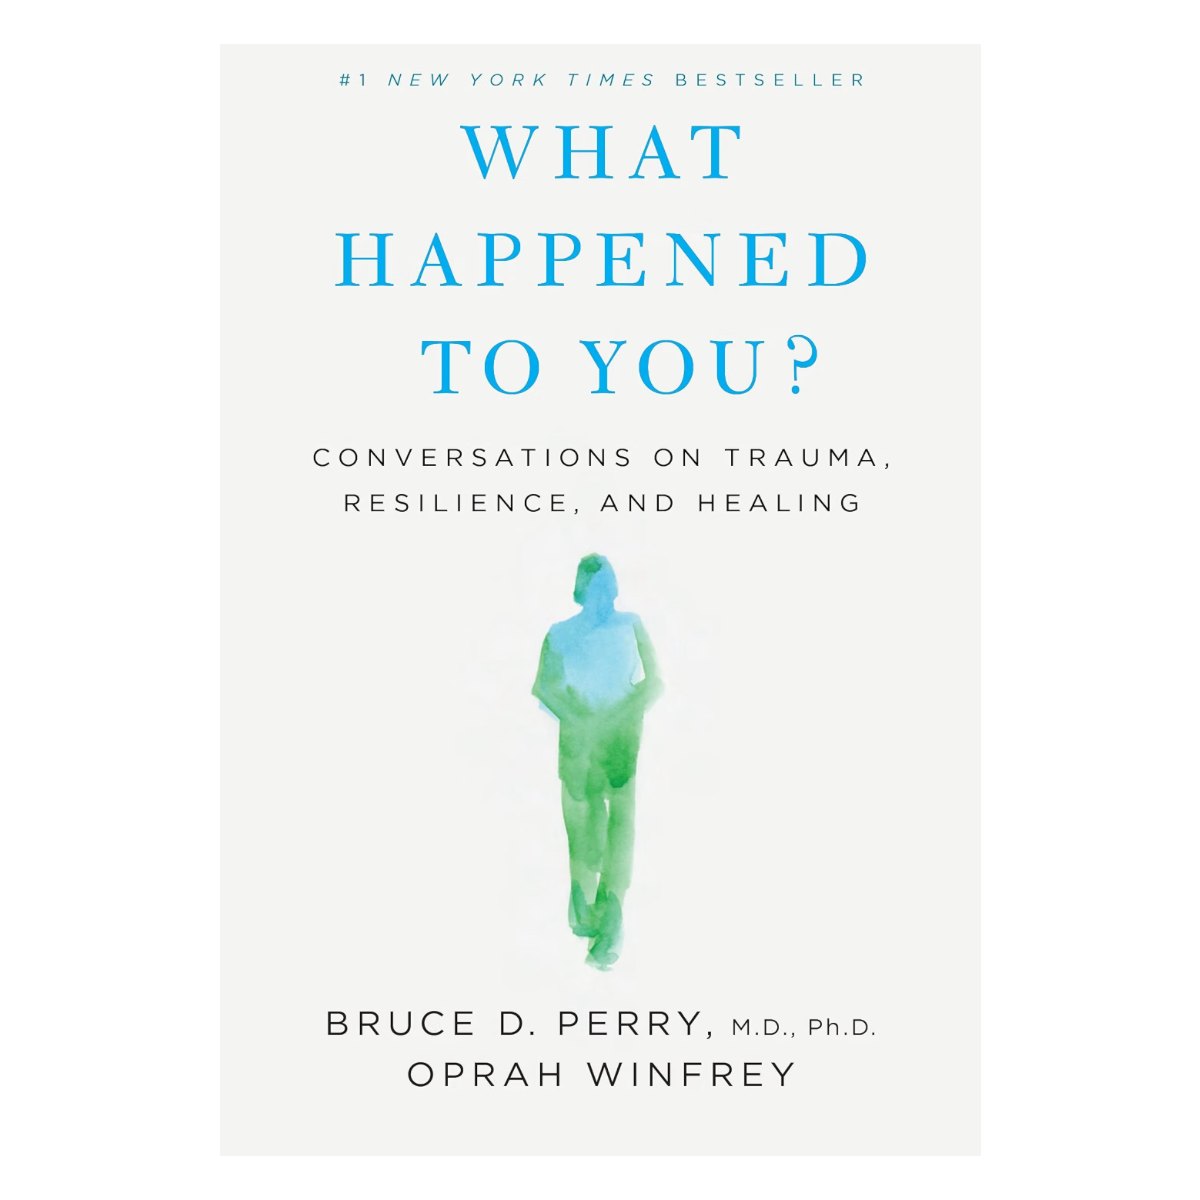 #1 NEW YORK TIMES BESTSELLER
WHAT
HAPPENED
TO YOU?
CONVERSATIONS ON TRAUMA,
RESILIENCE, AND HEALING
BRUCE D. PERRY, M.D., Ph.D.
OPRAH WINFREY